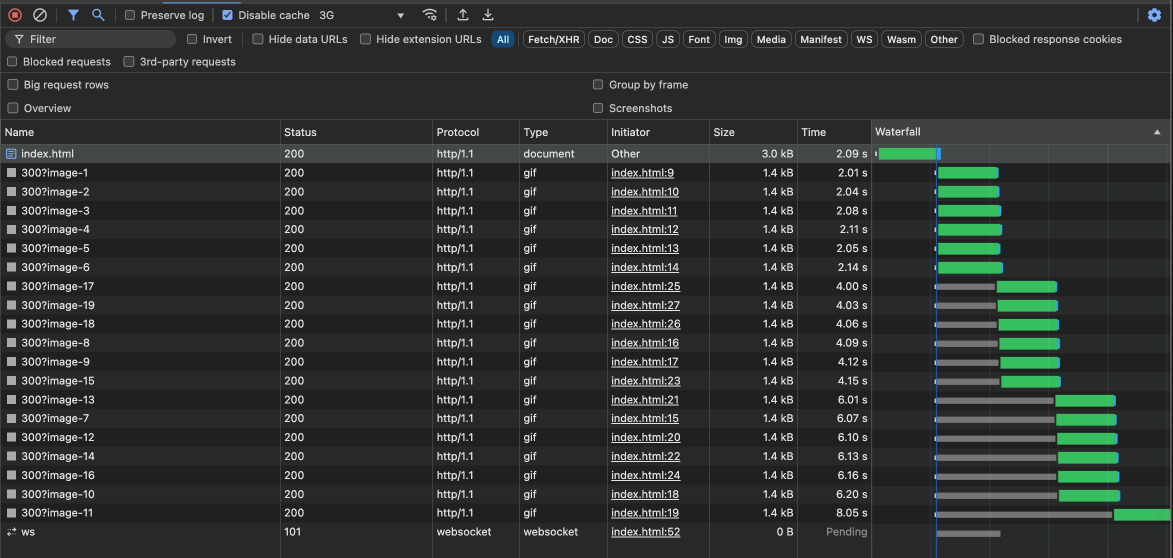 Preserve log Disable cache 3G
Filter Invert Hide data URLs Hide extension URLs All Fetch/XHR Doc CSS JS Font Img Media Manifest WS Wasm Other Blocked response cookies
Blocked requests 3rd-party requests
Big request rows Group by frame
Overview Screenshots
Name Status Protocol Type Initiator Size Time Waterfall
index.html 200 http/1.1 document Other 3.0 kB 2.09 s
300?image-1 200 http/1.1 gif index.html:9 1.4 kB 2.01 s
300?image-2 200 http/1.1 gif index.html:10 1.4 kB 2.04 s
300?image-3 200 http/1.1 gif index.html:11 1.4 kB 2.08 s
300?image-4 200 http/1.1 gif index.html:12 1.4 kB 2.11 s
300?image-5 200 http/1.1 gif index.html:13 1.4 kB 2.05 s
300?image-6 200 http/1.1 gif index.html:14 1.4 kB 2.14 s
300?image-17 200 http/1.1 gif index.html:25 1.4 kB 4.00 s
300?image-19 200 http/1.1 gif index.html:27 1.4 kB 4.03 s
300?image-18 200 http/1.1 gif index.html:26 1.4 kB 4.06 s
300?image-8 200 http/1.1 gif index.html:16 1.4 kB 4.09 s
300?image-9 200 http/1.1 gif index.html:17 1.4 kB 4.12 s
300?image-15 200 http/1.1 gif index.html:23 1.4 kB 4.15 s
300?image-13 200 http/1.1 gif index.html:21 1.4 kB 6.01 s
300?image-7 200 http/1.1 gif index.html:15 1.4 kB 6.07 s
300?image-12 200 http/1.1 gif index.html:20 1.4 kB 6.10 s
300?image-14 200 http/1.1 gif index.html:22 1.4 kB 6.13 s
300?image-16 200 http/1.1 gif index.html:24 1.4 kB 6.16 s
300?image-10 200 http/1.1 gif index.html:18 1.4 kB 6.20 s
300?image-11 200 http/1.1 gif index.html:19 1.4 kB 8.05 s
ws 101 websocket websocket index.html:52 0 B Pending